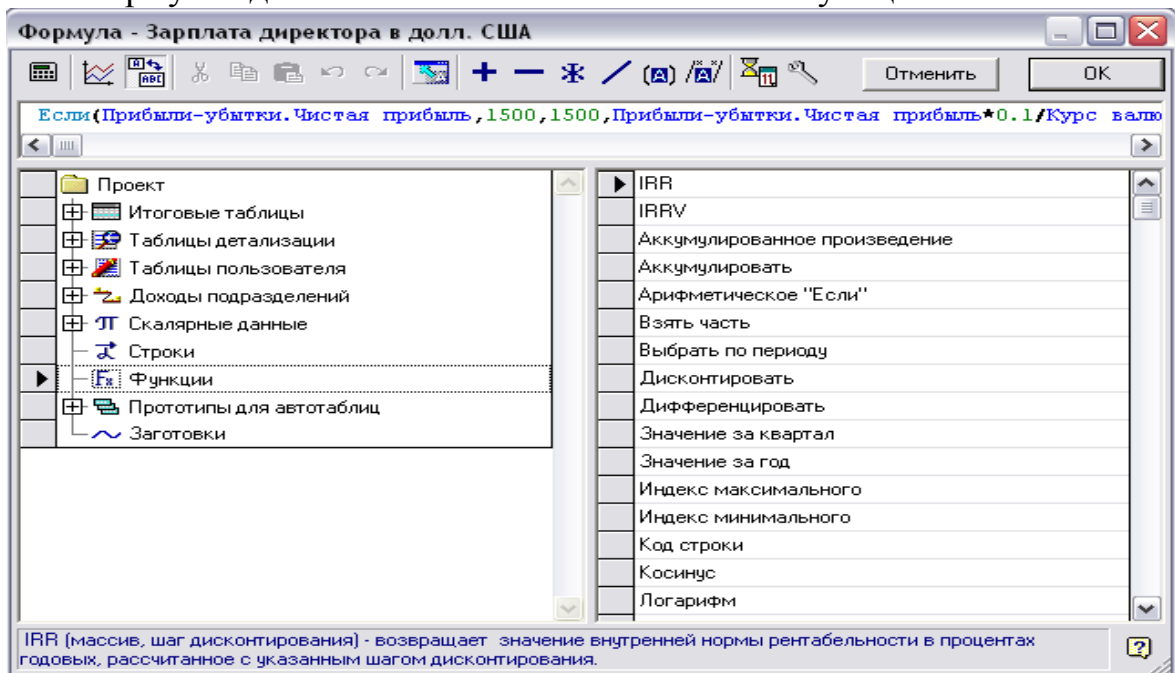 Формула - Зарплата директора в долл. США
Отменить
OK
Если(Прибыли-убытки.Чистая прибыль,1500,1500,Прибыли-убытки.Чистая прибыль*0.1/Курс валю
Проект
Итоговые таблицы
Таблицы детализации
Таблицы пользователя
Доходы подразделений
Скалярные данные
Строки
Функции
Прототипы для автотаблиц
Заготовки
IRR
IRRV
Аккумулированное произведение
Аккумулировать
Арифметическое "Если"
Взять часть
Выбрать по периоду
Дисконтировать
Дифференцировать
Значение за квартал
Значение за год
Индекс максимального
Индекс минимального
Код строки
Косинус
Логарифм
IRR (массив, шаг дисконтирования) - возвращает значение внутренней нормы рентабельности в процентах
годовых, рассчитанное с указанным шагом дисконтирования.